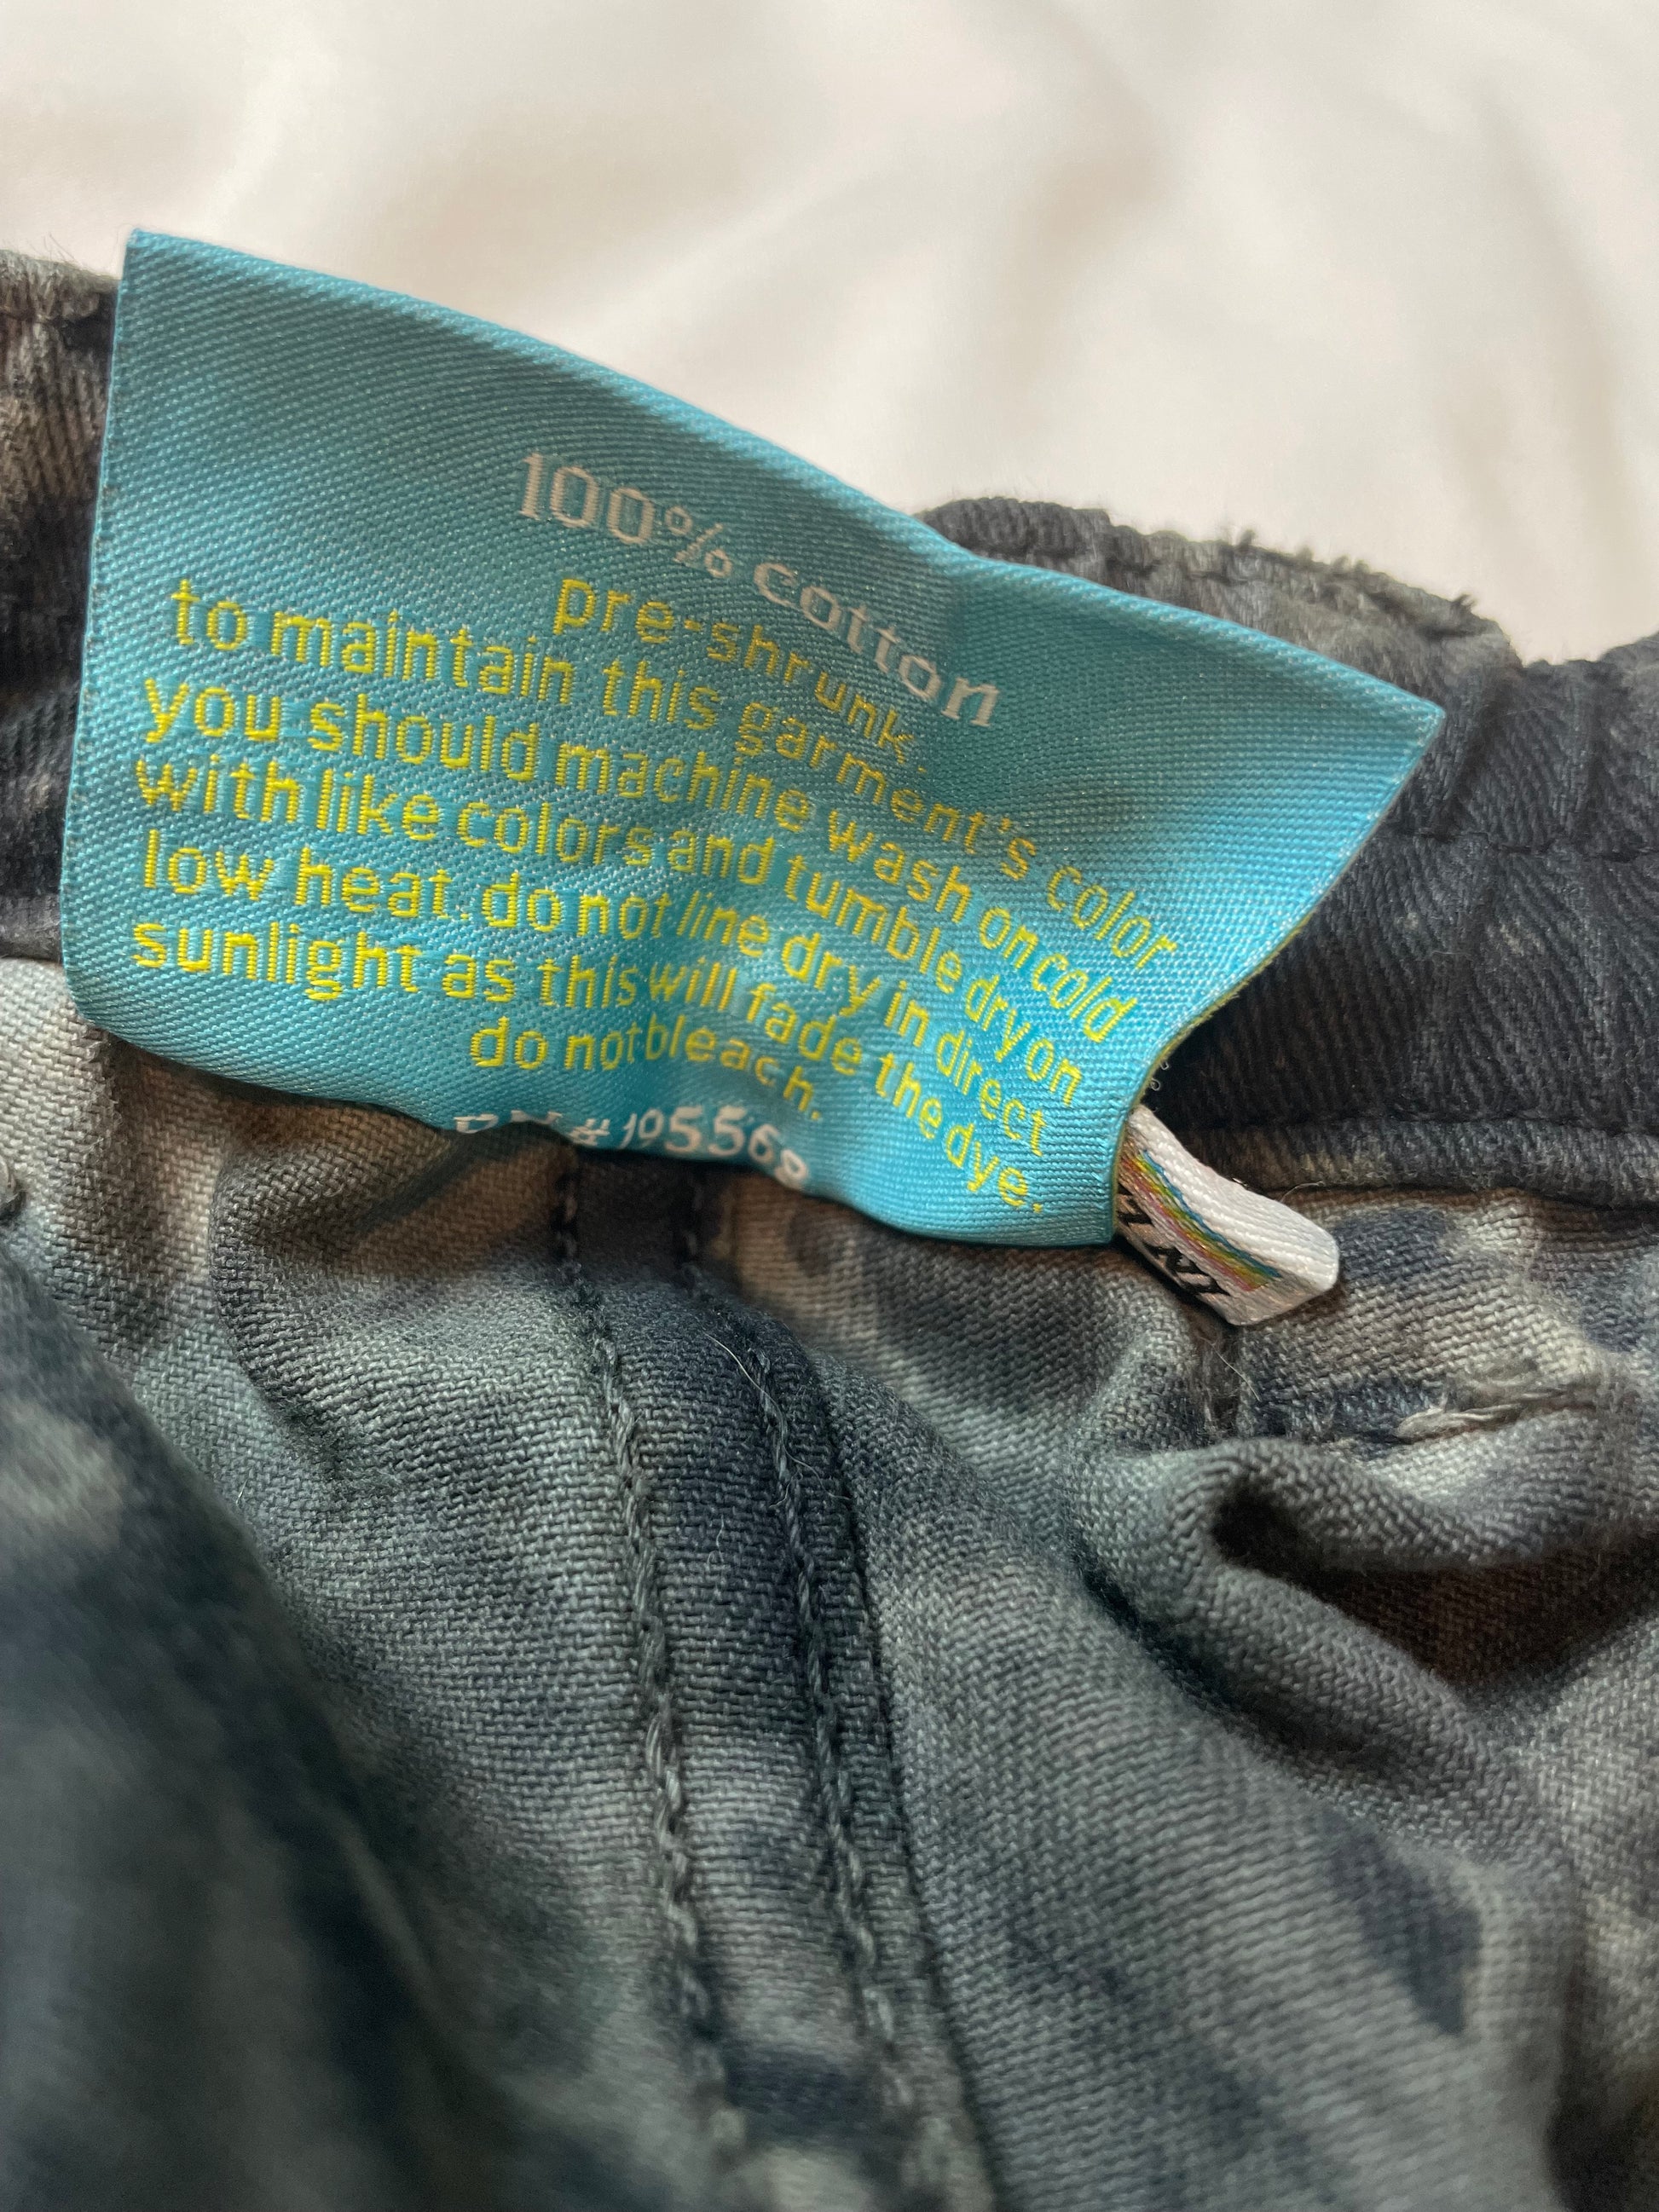 100% cotton
pre-shrunk.
to maintain this garment's color
you should machine wash on cold
with like colors and tumble dry on
low heat. do not line dry in direct
sunlight as this will fade the dye.
do not bleach.
RN# 105568